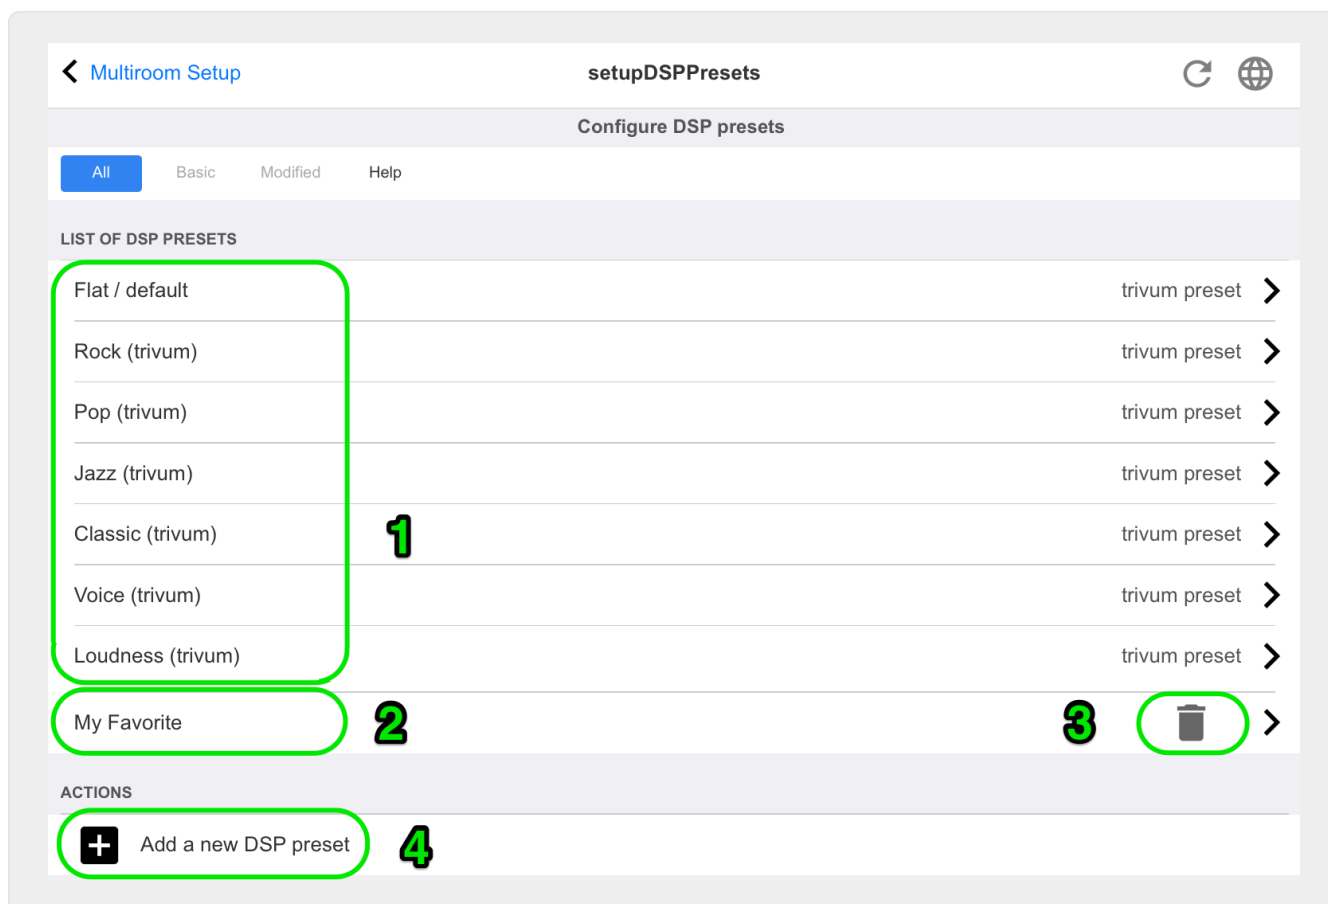 Multiroom Setup
setupDSPPresets
Configure DSP presets
All Basic Modified Help
LIST OF DSP PRESETS
Flat / default trivum preset
Rock (trivum) trivum preset
Pop (trivum) trivum preset
Jazz (trivum) trivum preset
Classic (trivum) 1 trivum preset
Voice (trivum) trivum preset
Loudness (trivum) trivum preset
My Favorite 2 3
ACTIONS
Add a new DSP preset 4